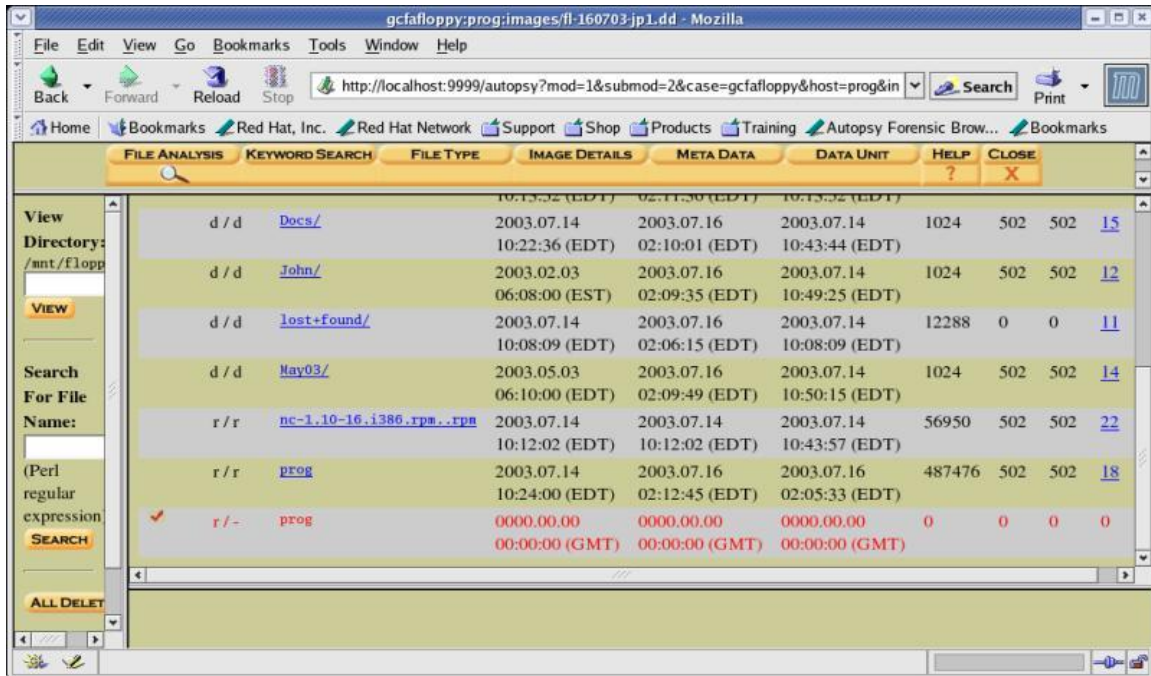 gcfafloppy:prog:images/fl-160703-jp1.dd - Mozilla
File Edit View Go Bookmarks Tools Window Help
Back Forward Reload Stop http://localhost:9999/autopsy?mod=1&submod=2&case=gcfafloppy&host=prog&in Search Print
Home Bookmarks Red Hat, Inc. Red Hat Network Support Shop Products Training Autopsy Forensic Brow... Bookmarks
FILE ANALYSIS KEYWORD SEARCH FILE TYPE IMAGE DETAILS META DATA DATA UNIT HELP CLOSE
? X
View
Directory:
/mnt/flopp
VIEW
Search
For File
Name:
(Perl
regular
expression)
SEARCH
ALL DELET
10:13:52 (EDT) 02:11:50 (EDT) 10:13:52 (EDT)
d / d Docs/ 2003.07.14 2003.07.16 2003.07.14 1024 502 502 15
10:22:36 (EDT) 02:10:01 (EDT) 10:43:44 (EDT)
d / d John/ 2003.02.03 2003.07.16 2003.07.14 1024 502 502 12
06:08:00 (EST) 02:09:35 (EDT) 10:49:25 (EDT)
d / d lost+found/ 2003.07.14 2003.07.16 2003.07.14 12288 0 0 11
10:08:09 (EDT) 02:06:15 (EDT) 10:08:09 (EDT)
d / d May03/ 2003.05.03 2003.07.16 2003.07.14 1024 502 502 14
06:10:00 (EDT) 02:09:49 (EDT) 10:50:15 (EDT)
r / r nc-1.10-16.i386.rpm..rpm 2003.07.14 2003.07.14 2003.07.14 56950 502 502 22
10:12:02 (EDT) 10:12:02 (EDT) 10:43:57 (EDT)
r / r prog 2003.07.14 2003.07.16 2003.07.16 487476 502 502 18
10:24:00 (EDT) 02:12:45 (EDT) 02:05:33 (EDT)
r / - prog 0000.00.00 0000.00.00 0000.00.00 0 0 0 0
00:00:00 (GMT) 00:00:00 (GMT) 00:00:00 (GMT)